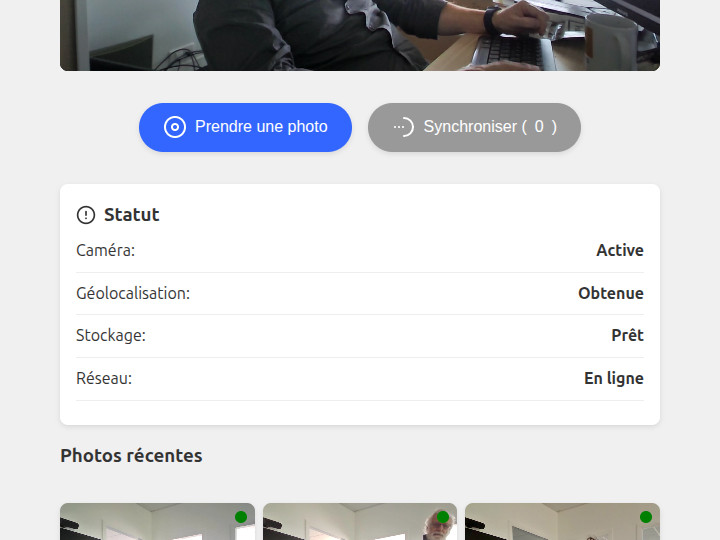 Prendre une photo
Synchroniser ( 0 )
Statut
Caméra: Active
Géolocalisation: Obtenue
Stockage: Prêt
Réseau: En ligne
Photos récentes